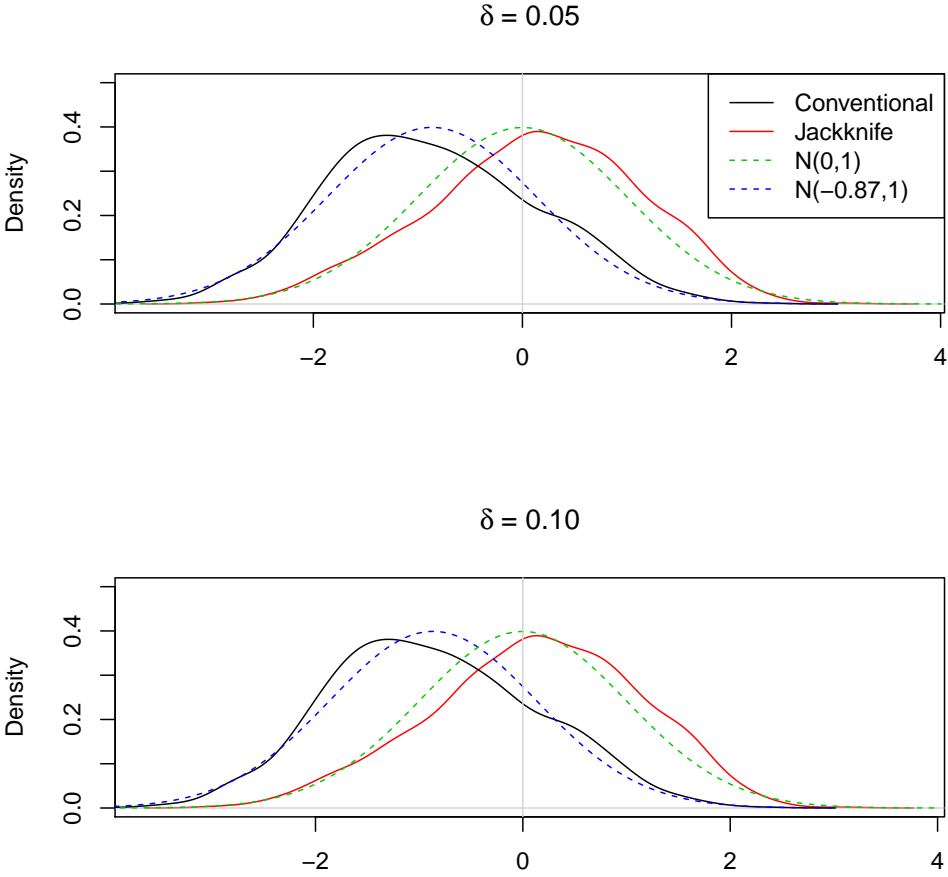 δ = 0.05
Density
0.0
0.2
0.4
−2
0
2
4
Conventional
Jackknife
N(0,1)
N(−0.87,1)
δ = 0.10
Density
0.0
0.2
0.4
−2
0
2
4